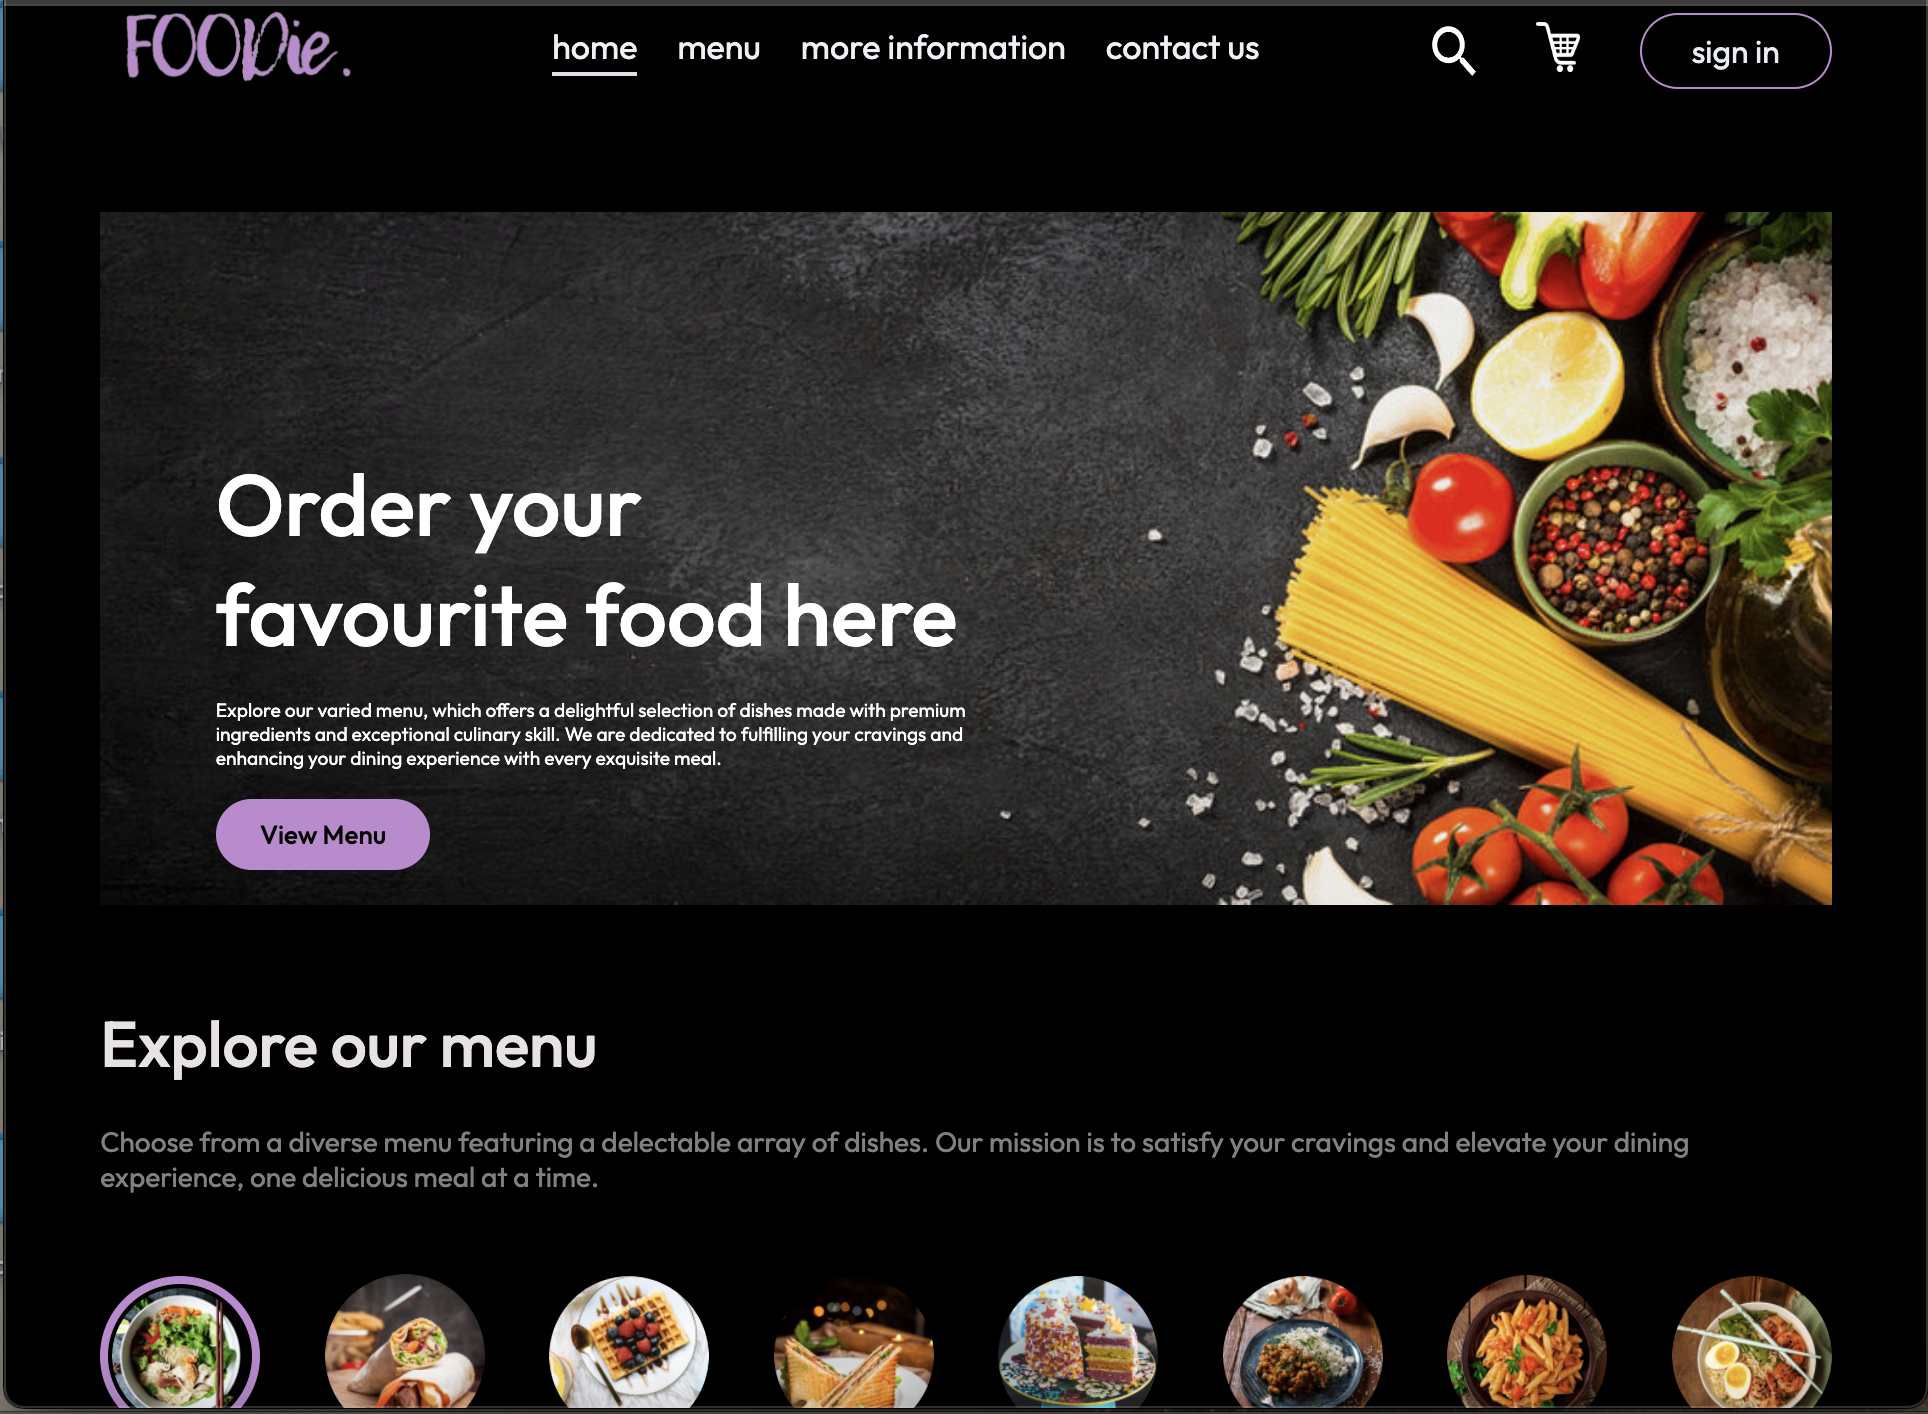 FOODie.
home menu more information contact us
sign in
Order your
favourite food here
Explore our varied menu, which offers a delightful selection of dishes made with premium
ingredients and exceptional culinary skill. We are dedicated to fulfilling your cravings and
enhancing your dining experience with every exquisite meal.
View Menu
Explore our menu
Choose from a diverse menu featuring a delectable array of dishes. Our mission is to satisfy your cravings and elevate your dining
experience, one delicious meal at a time.